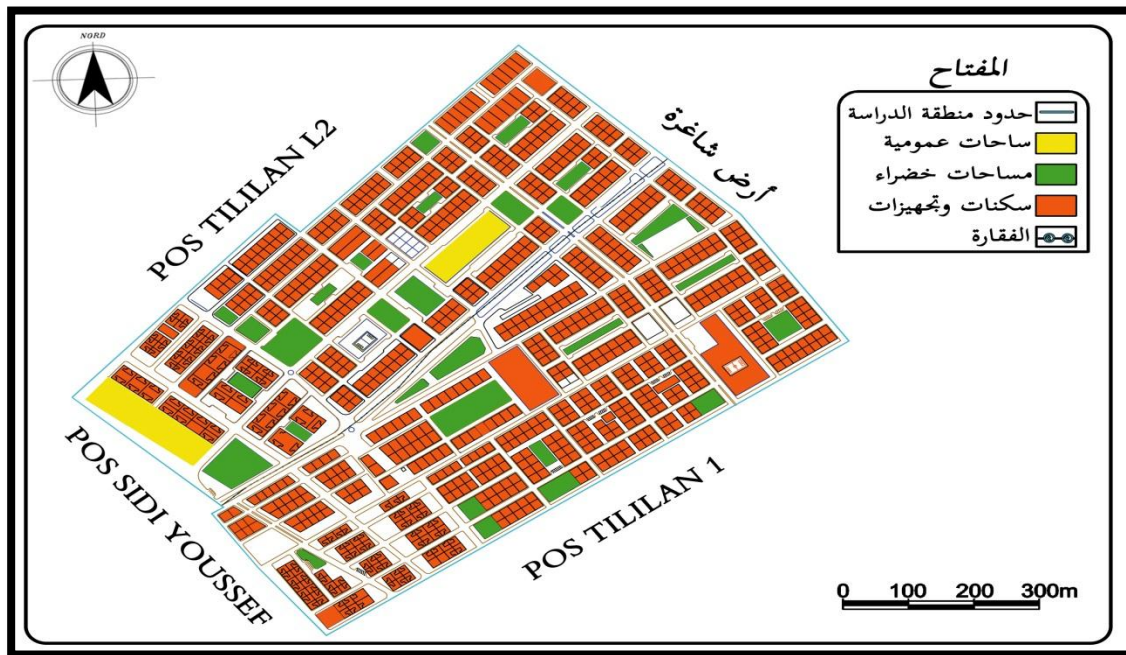 NORD
المفتاح
حدود منطقة الدراسة
ساحات عمومية
مساحات خضراء
سكنات وتجهيزات
الفقارة
أرض شاغرة
POS TILILAN L2
POS SIDI YOUSSEF
POS TILILAN 1
0 100 200 300m